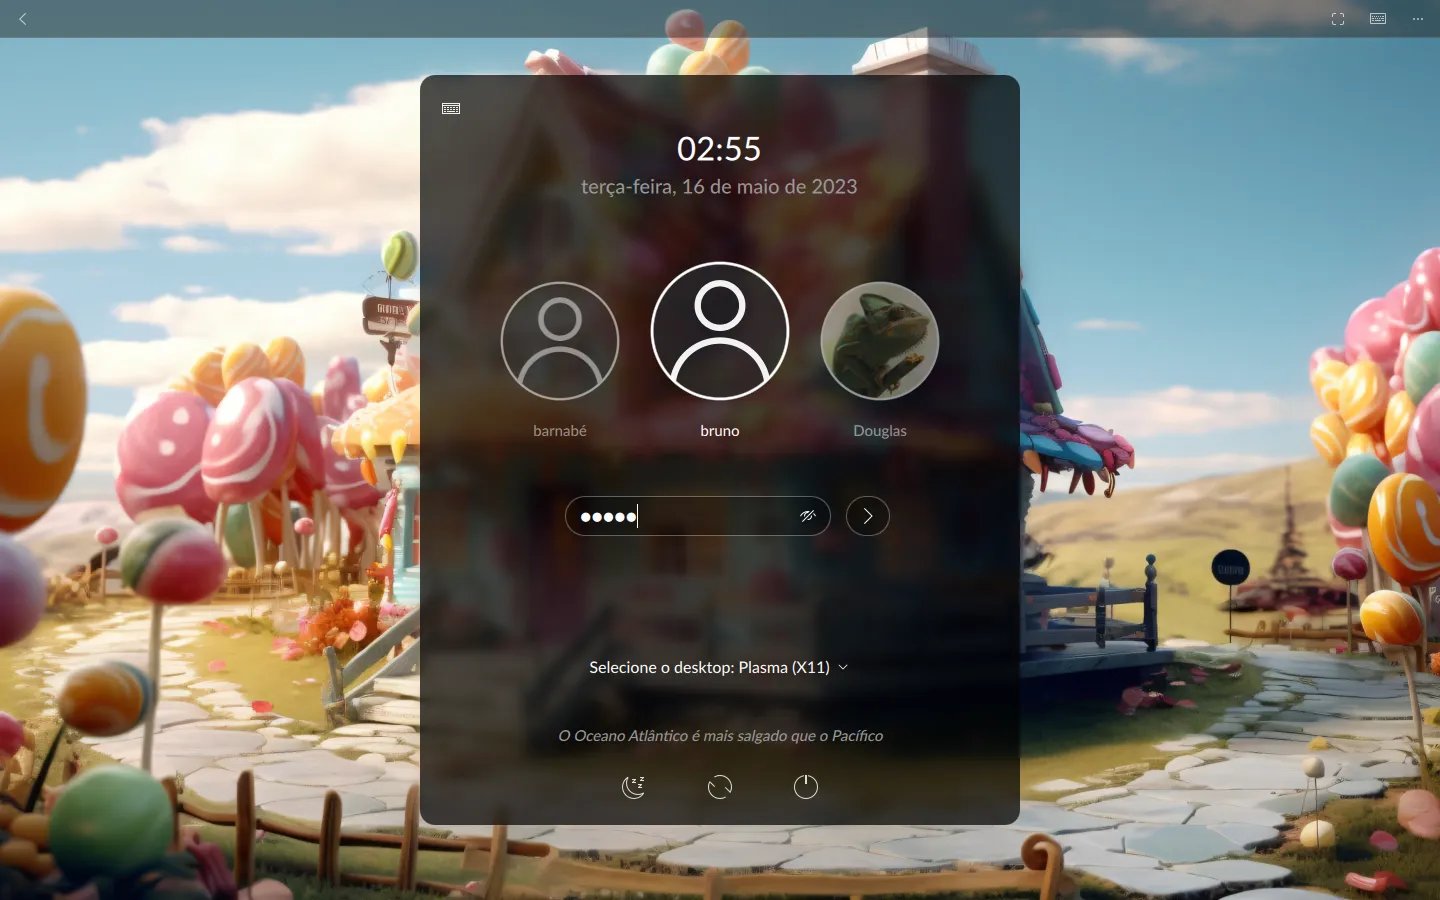 02:55
terça-feira, 16 de maio de 2023
barnabé
bruno
Douglas
Selecione o desktop: Plasma (X11)
O Oceano Atlântico é mais salgado que o Pacífico